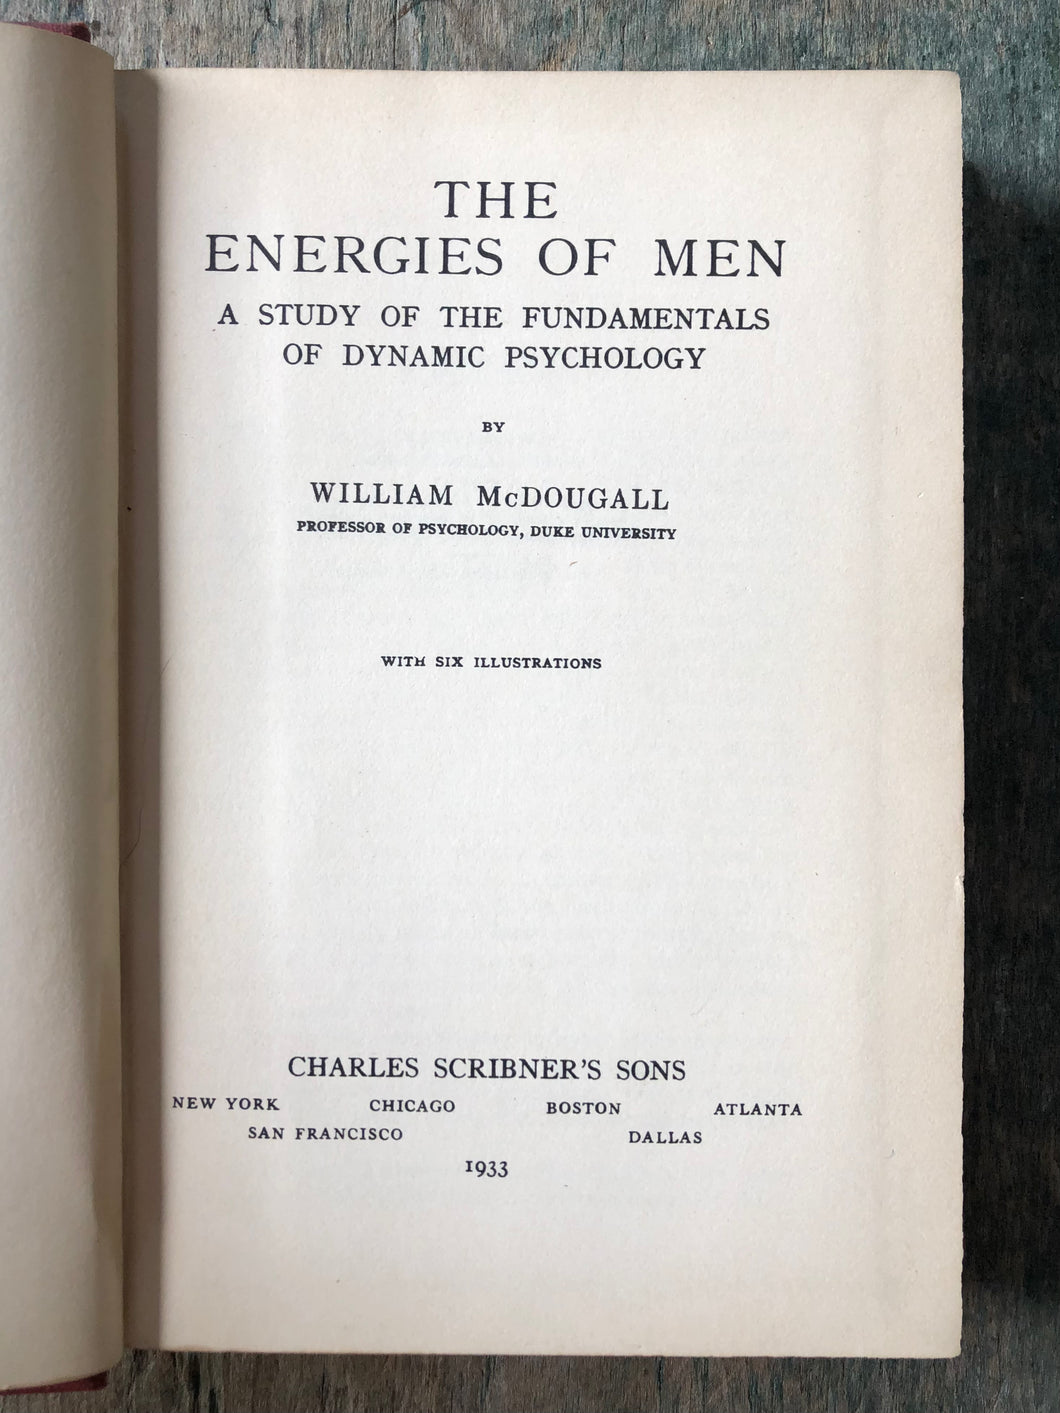 THE
ENERGIES OF MEN
A STUDY OF THE FUNDAMENTALS
OF DYNAMIC PSYCHOLOGY
BY
WILLIAM McDOUGALL
PROFESSOR OF PSYCHOLOGY, DUKE UNIVERSITY
WITH SIX ILLUSTRATIONS
CHARLES SCRIBNER'S SONS
NEW YORK CHICAGO BOSTON ATLANTA
SAN FRANCISCO DALLAS
1933